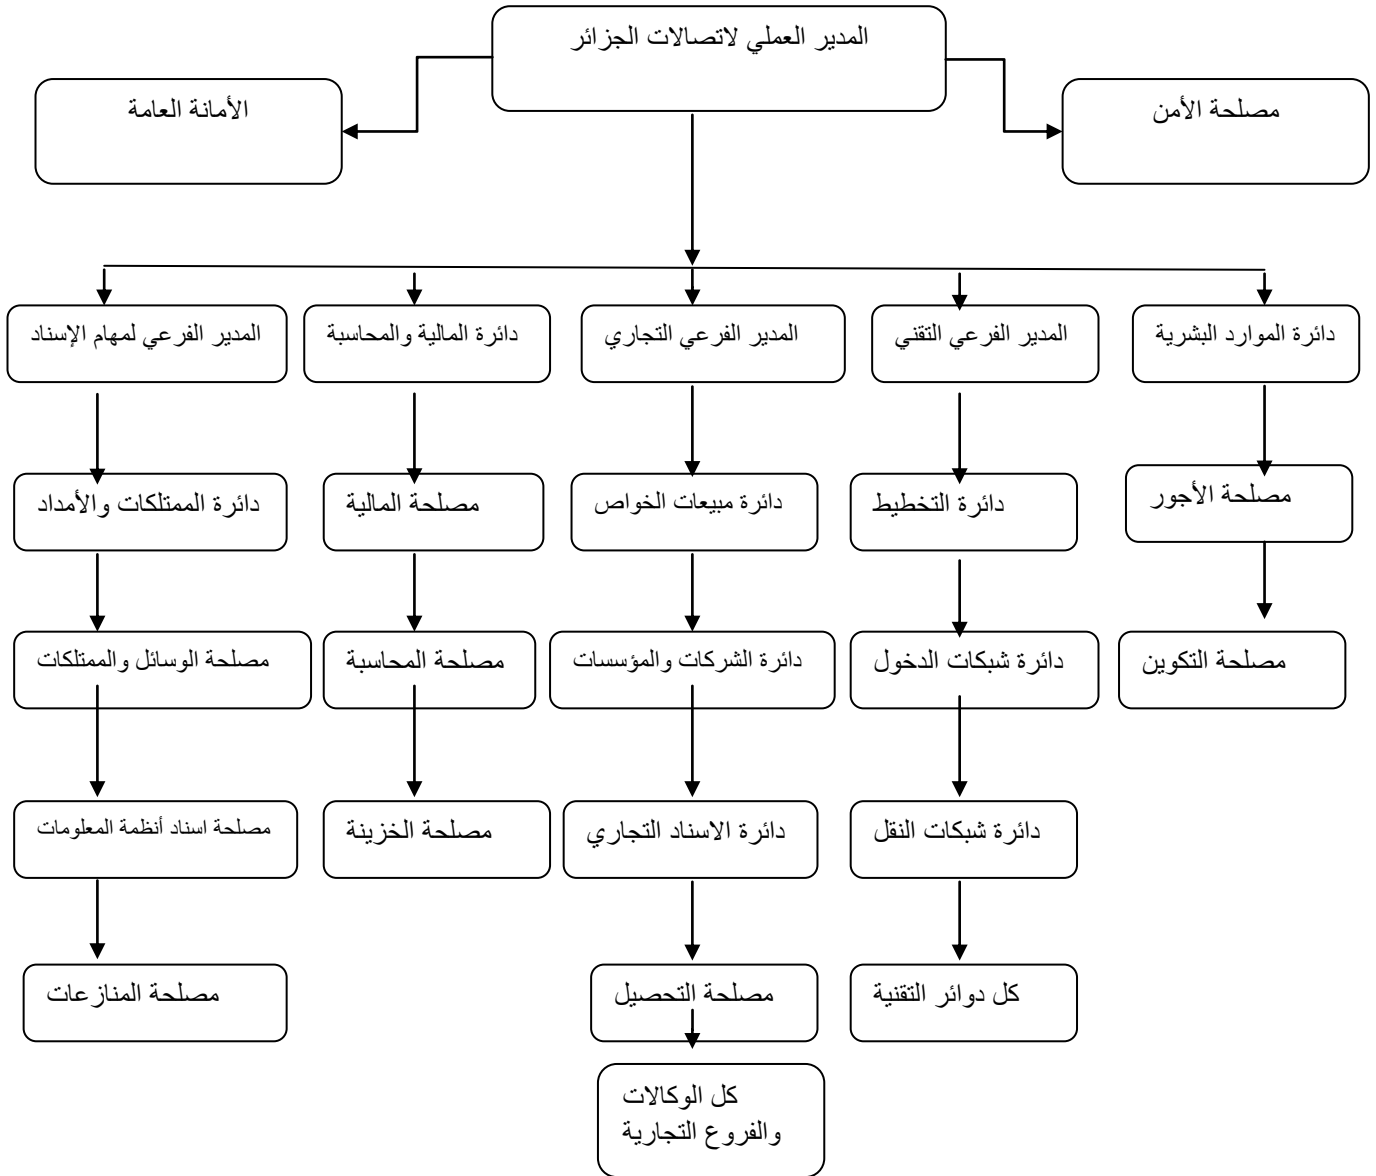 المدير العملي لاتصالات الجزائر
مصلحة الأمن
الأمانة العامة
دائرة الموارد البشرية
المدير الفرعي التقني
المدير الفرعي التجاري
دائرة المالية والمحاسبة
المدير الفرعي لمهام الإسناد
مصلحة الأجور
دائرة التخطيط
دائرة مبيعات الخواص
مصلحة المالية
دائرة الممتلكات والأمداد
مصلحة التكوين
دائرة شبكات الدخول
دائرة الشركات والمؤسسات
مصلحة المحاسبة
مصلحة الوسائل والممتلكات
دائرة شبكات النقل
دائرة الاسناد التجاري
مصلحة الخزينة
مصلحة اسناد أنظمة المعلومات
كل دوائر التقنية
مصلحة التحصيل
مصلحة المنازعات
كل الوكالات
والفروع التجارية